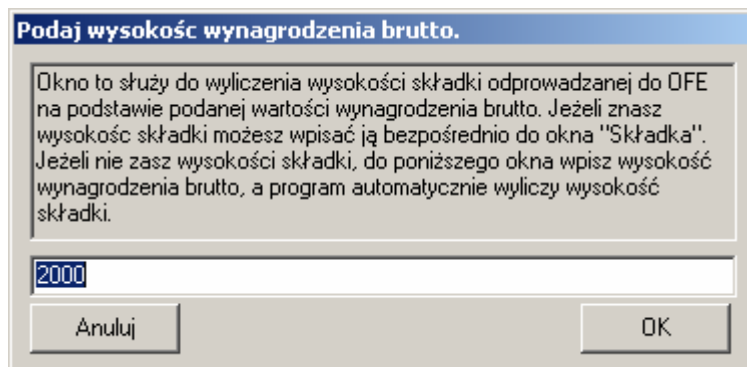 Podaj wysokośc wynagrodzenia brutto.
Okno to służy do wyliczenia wysokości składki odprowadzanej do OFE
na podstawie podanej wartości wynagrodzenia brutto. Jeżeli znasz
wysokośc składki możesz wpisać ją bezpośrednio do okna "Składka".
Jeżeli nie zasz wysokości składki, do poniższego okna wpisz wysokość
wynagrodzenia brutto, a program automatycznie wyliczy wysokość
składki.
2000
Anuluj OK